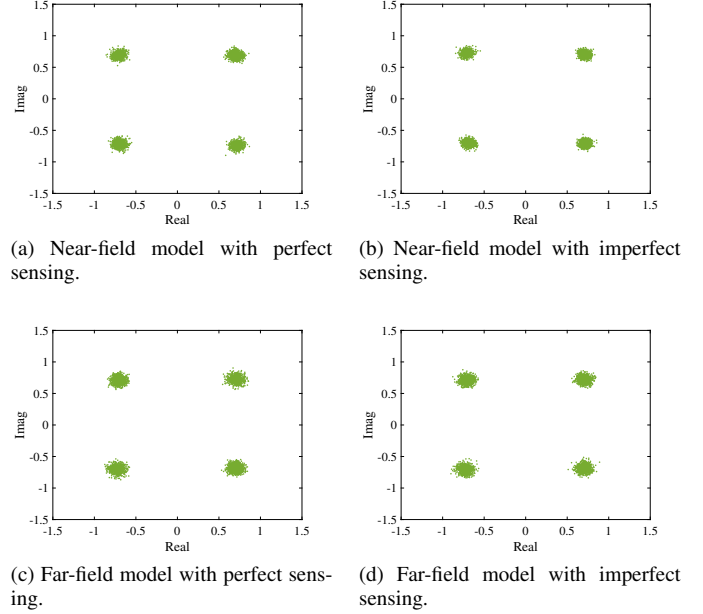 1.5
1
0.5
0
-0.5
-1
-1.5
Imag
-1.5 -1 -0.5 0 0.5 1 1.5
Real
(a) Near-field model with perfect
sensing.
1.5
1
0.5
0
-0.5
-1
-1.5
Imag
-1.5 -1 -0.5 0 0.5 1 1.5
Real
(b) Near-field model with imperfect
sensing.
1.5
1
0.5
0
-0.5
-1
-1.5
Imag
-1.5 -1 -0.5 0 0.5 1 1.5
Real
(c) Far-field model with perfect sens-
ing.
1.5
1
0.5
0
-0.5
-1
-1.5
Imag
-1.5 -1 -0.5 0 0.5 1 1.5
Real
(d) Far-field model with imperfect
sensing.